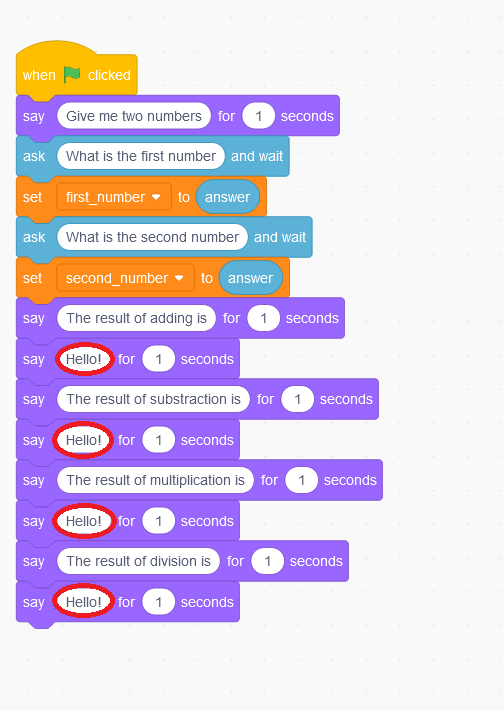 when clicked
say Give me two numbers for 1 seconds
ask What is the first number and wait
set first_number to answer
ask What is the second number and wait
set second_number to answer
say The result of adding is for 1 seconds
say Hello! for 1 seconds
say The result of substraction is for 1 seconds
say Hello! for 1 seconds
say The result of multiplication is for 1 seconds
say Hello! for 1 seconds
say The result of division is for 1 seconds
say Hello! for 1 seconds